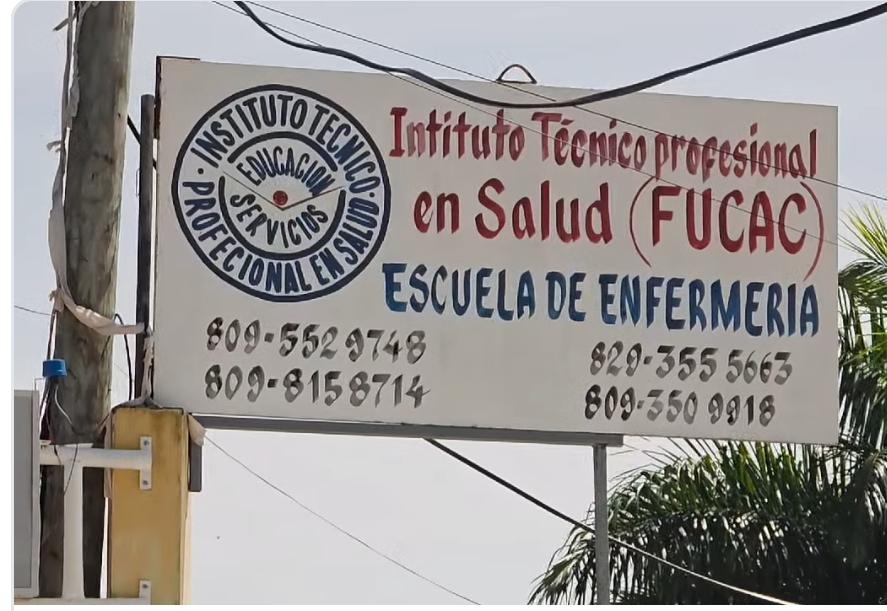 INSTITUTO TECNICO
PROFECIONAL EN SALUD
EDUCACION
SERVICIOS
Intituto Técnico profesional
en Salud (FUCAC)
ESCUELA DE ENFERMERIA
809-552 9748
809-815 8714
829-355 5663
809-350 9918